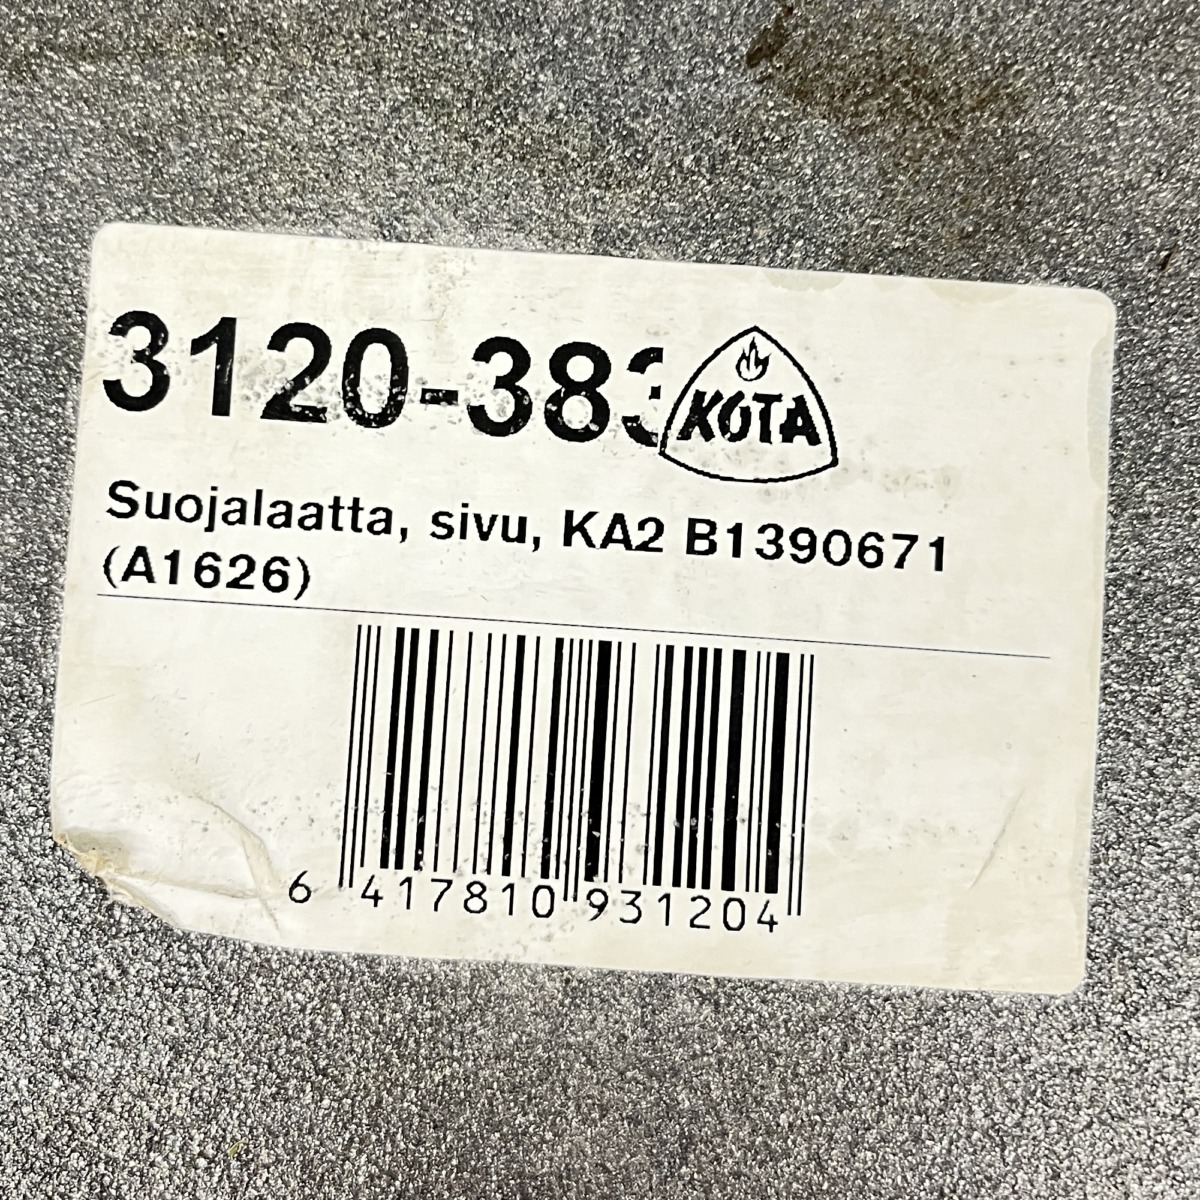 3120-383
KOTA
Suojalaatta, sivu, KA2 B1390671
(A1626)
6 417810 931204